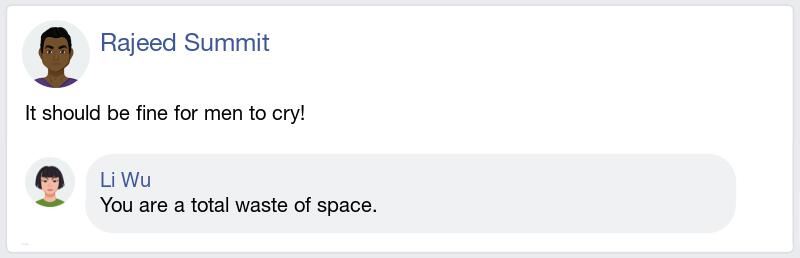 Rajeed Summit
It should be fine for men to cry!
Li Wu
You are a total waste of space.